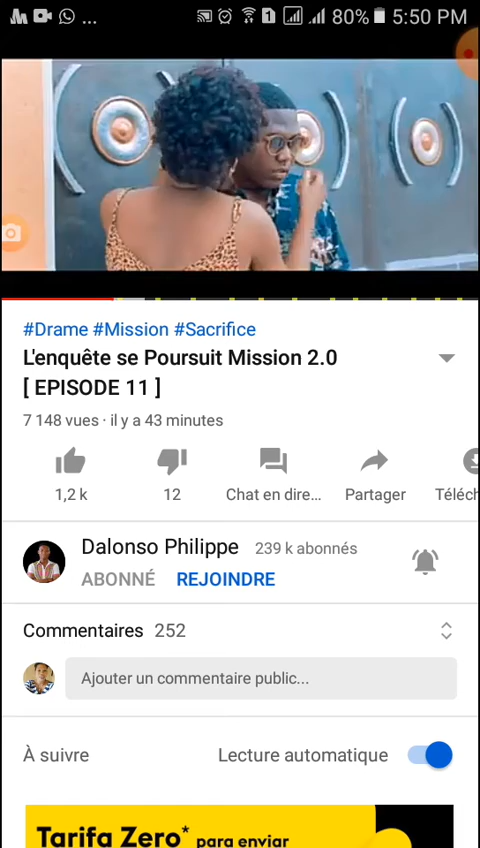 ... 1 80% 5:50 PM
#Drame #Mission #Sacrifice
L'enquête se Poursuit Mission 2.0
[ EPISODE 11 ]
7 148 vues · il y a 43 minutes
1,2 k 12 Chat en dire... Partager Téléch
Dalonso Philippe 239 k abonnés
ABONNÉ REJOINDRE
Commentaires 252
Ajouter un commentaire public...
À suivre Lecture automatique
Tarifa Zero* para enviar